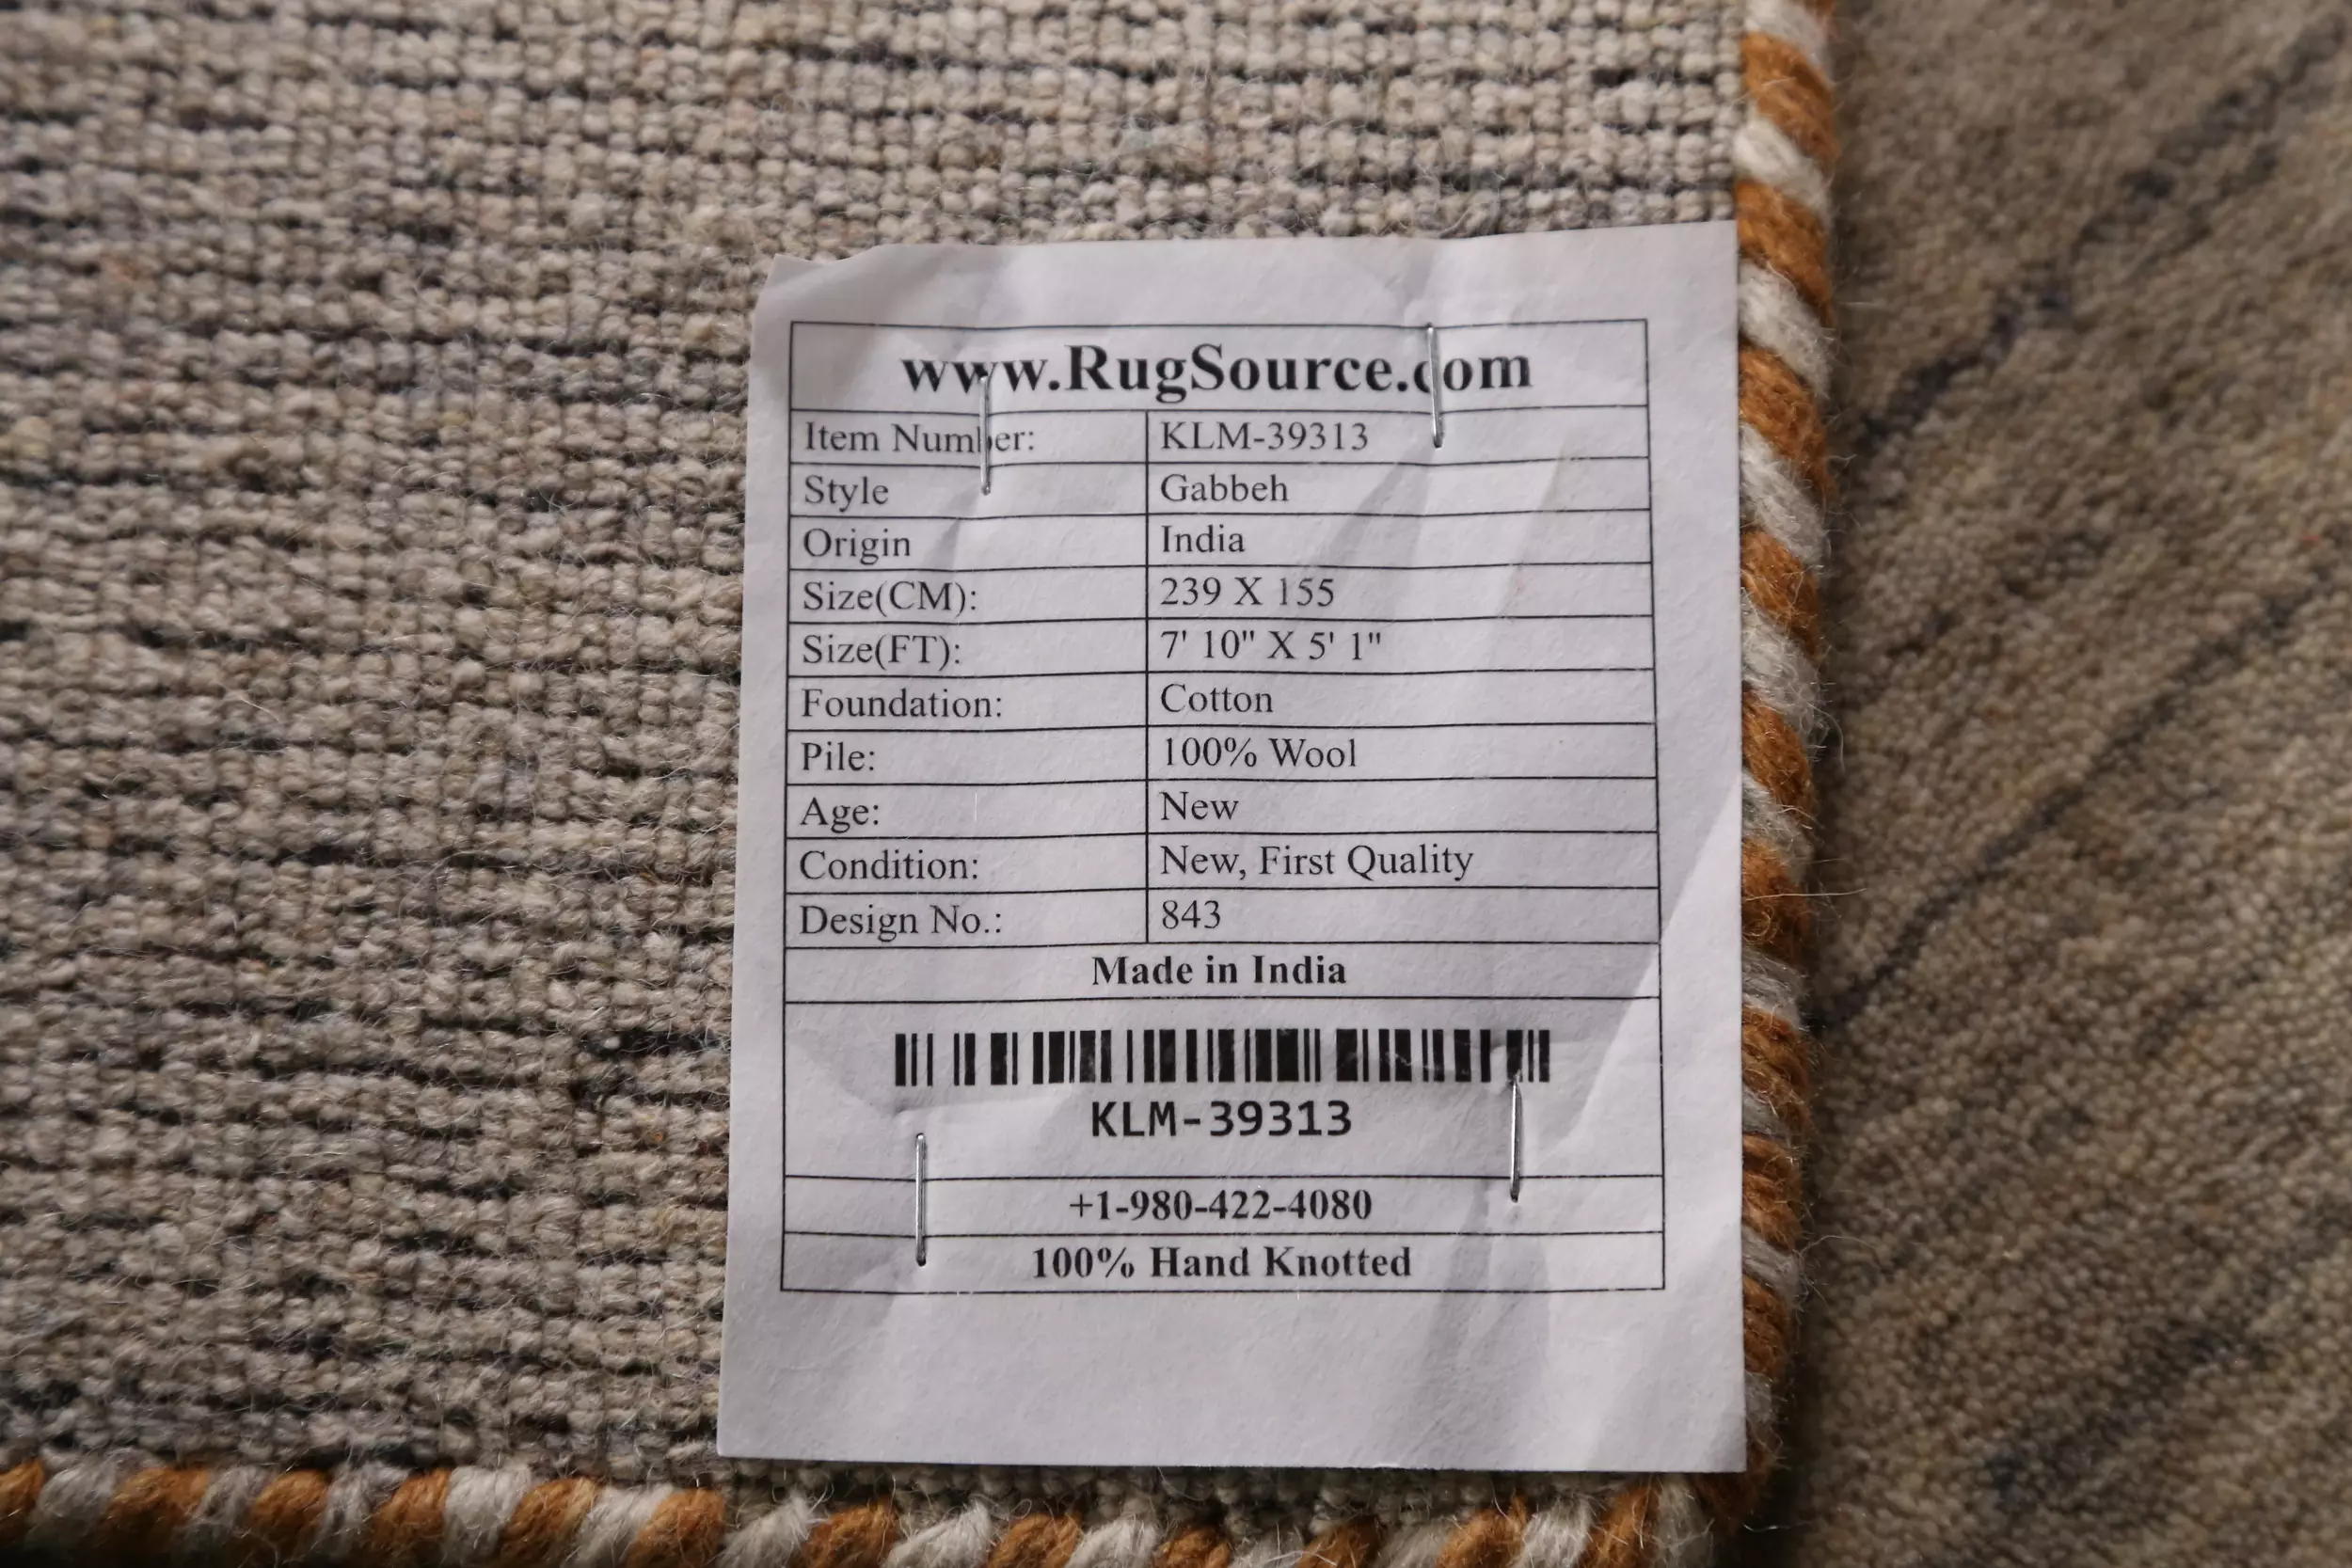 www.RugSource.com
Item Number: KLM-39313
Style Gabbeh
Origin India
Size(CM): 239 X 155
Size(FT): 7' 10" X 5' 1"
Foundation: Cotton
Pile: 100% Wool
Age: New
Condition: New, First Quality
Design No.: 843
Made in India
KLM-39313
+1-980-422-4080
100% Hand Knotted